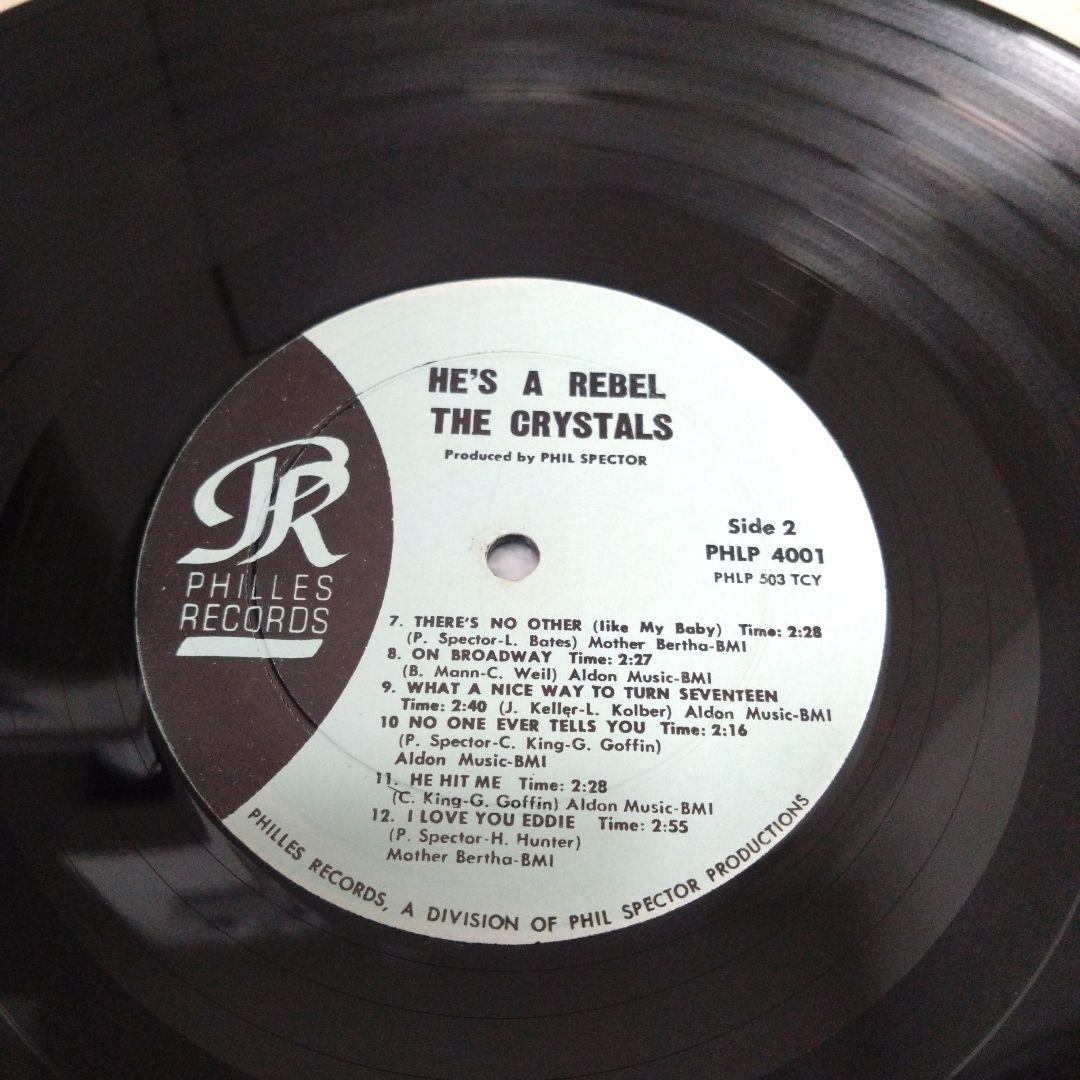 HE'S A REBEL
THE CRYSTALS
Produced by PHIL SPECTOR
PR
PHILLES
RECORDS
Side 2
PHLP 4001
PHLP 503 TCY
7. THERE'S NO OTHER (like My Baby) Time: 2:28
(P. Spector-L. Bates) Mother Bertha-BMI
8. ON BROADWAY Time: 2:27
(B. Mann-C. Weil) Aldon Music-BMI
9. WHAT A NICE WAY TO TURN SEVENTEEN
Time: 2:40 (J. Keller-L. Kolber) Aldon Music-BMI
10 NO ONE EVER TELLS YOU Time: 2:16
(P. Spector-C. King-G. Goffin)
Aldon Music-BMI
11. HE HIT ME Time: 2:28
(C. King-G. Goffin) Aldon Music-BMI
12. I LOVE YOU EDDIE Time: 2:55
(P. Spector-H. Hunter)
Mother Bertha-BMI
PHILLES RECORDS, A DIVISION OF PHIL SPECTOR PRODUCTIONS